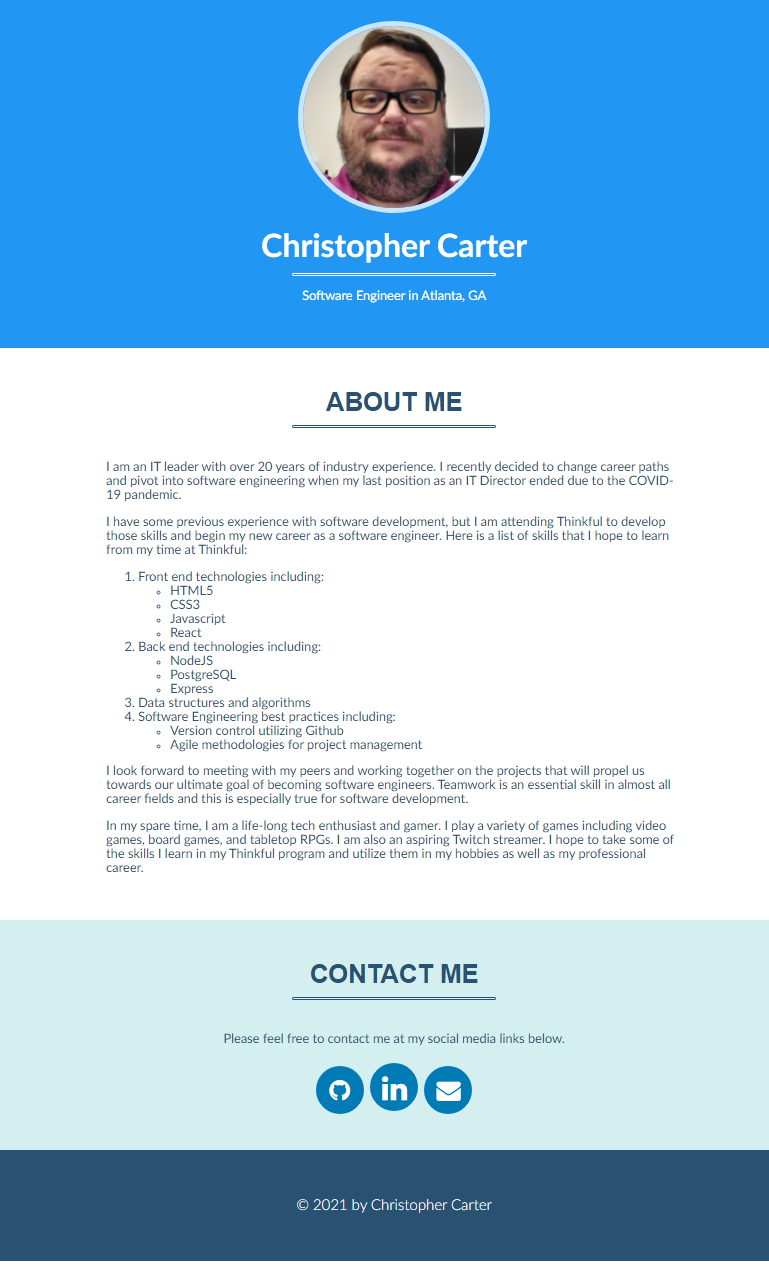 Christopher Carter
Software Engineer in Atlanta, GA
ABOUT ME
I am an IT leader with over 20 years of industry experience. I recently decided to change career paths
and pivot into software engineering when my last position as an IT Director ended due to the COVID-
19 pandemic.
I have some previous experience with software development, but I am attending Thinkful to develop
those skills and begin my new career as a software engineer. Here is a list of skills that I hope to learn
from my time at Thinkful:
1. Front end technologies including:
◦ HTML5
◦ CSS3
◦ Javascript
◦ React
2. Back end technologies including:
◦ NodeJS
◦ PostgreSQL
◦ Express
3. Data structures and algorithms
4. Software Engineering best practices including:
◦ Version control utilizing Github
◦ Agile methodologies for project management
I look forward to meeting with my peers and working together on the projects that will propel us
towards our ultimate goal of becoming software engineers. Teamwork is an essential skill in almost all
career fields and this is especially true for software development.
In my spare time, I am a life-long tech enthusiast and gamer. I play a variety of games including video
games, board games, and tabletop RPGs. I am also an aspiring Twitch streamer. I hope to take some of
the skills I learn in my Thinkful program and utilize them in my hobbies as well as my professional
career.
CONTACT ME
Please feel free to contact me at my social media links below.
in
© 2021 by Christopher Carter